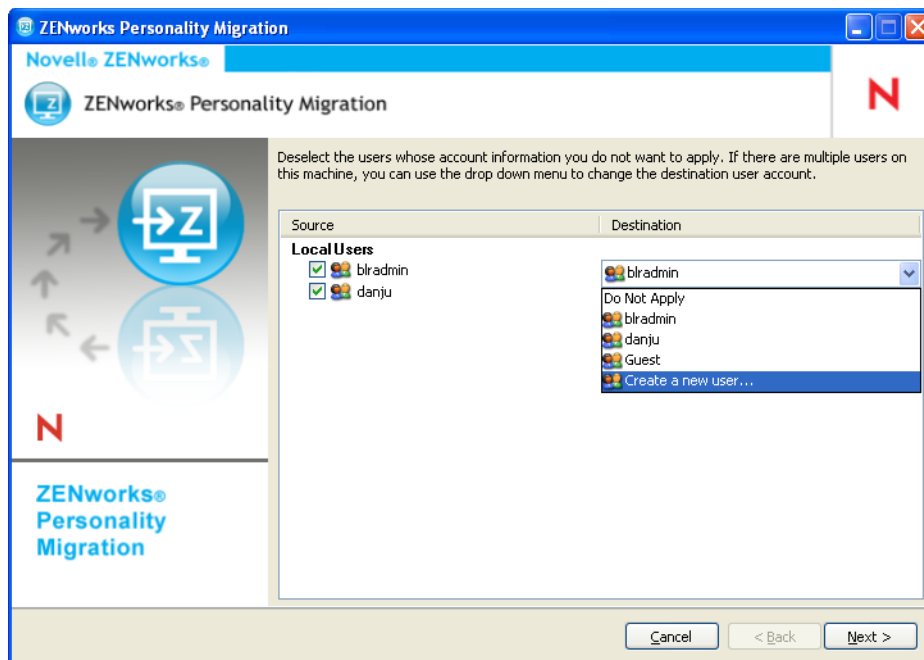 ZENworks Personality Migration
Novell® ZENworks®
ZENworks® Personality Migration
N
Deselect the users whose account information you do not want to apply. If there are multiple users on
this machine, you can use the drop down menu to change the destination user account.
Source Destination
Local Users
blradmin blradmin
danju
Do Not Apply
blradmin
danju
Guest
Create a new user...
Z
N
ZENworks®
Personality
Migration
Cancel < Back Next >